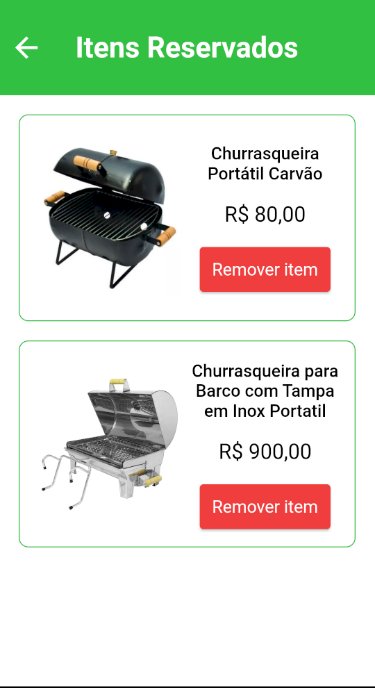 Itens Reservados
Churrasqueira
Portátil Carvão
R$ 80,00
Remover item
Churrasqueira para
Barco com Tampa
em Inox Portatil
R$ 900,00
Remover item